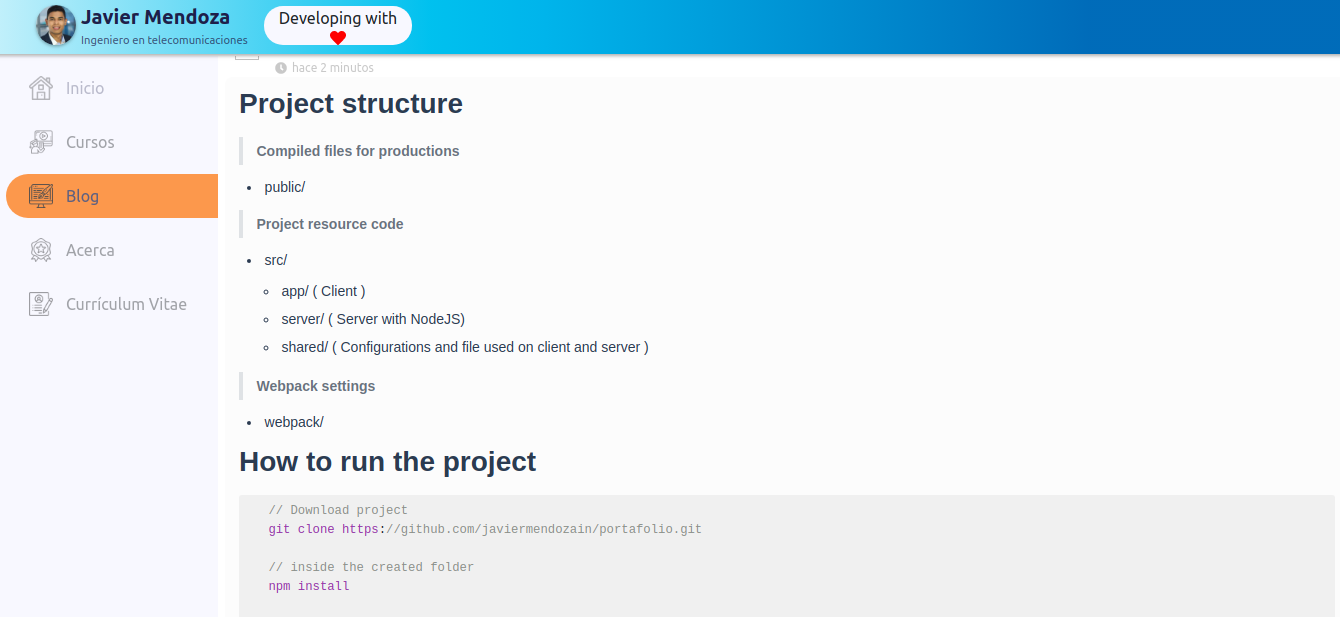 Javier Mendoza
Ingeniero en telecomunicaciones
Developing with
hace 2 minutos
Inicio
Cursos
Blog
Acerca
Currículum Vitae
Project structure
Compiled files for productions
public/
Project resource code
src/
app/ ( Client )
server/ ( Server with NodeJS)
shared/ ( Configurations and file used on client and server )
Webpack settings
webpack/
How to run the project
// Download project
git clone https://github.com/javiermendozain/portafolio.git
// inside the created folder
npm install